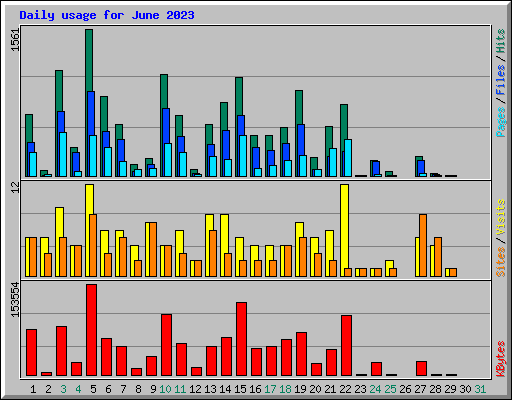 Daily usage for June 2023
1561
Pages / Files / Hits
12
Sites / Visits
153554
KBytes
1 2 3 4 5 6 7 8 9 10 11 12 13 14 15 16 17 18 19 20 21 22 23 24 25 26 27 28 29 30 31